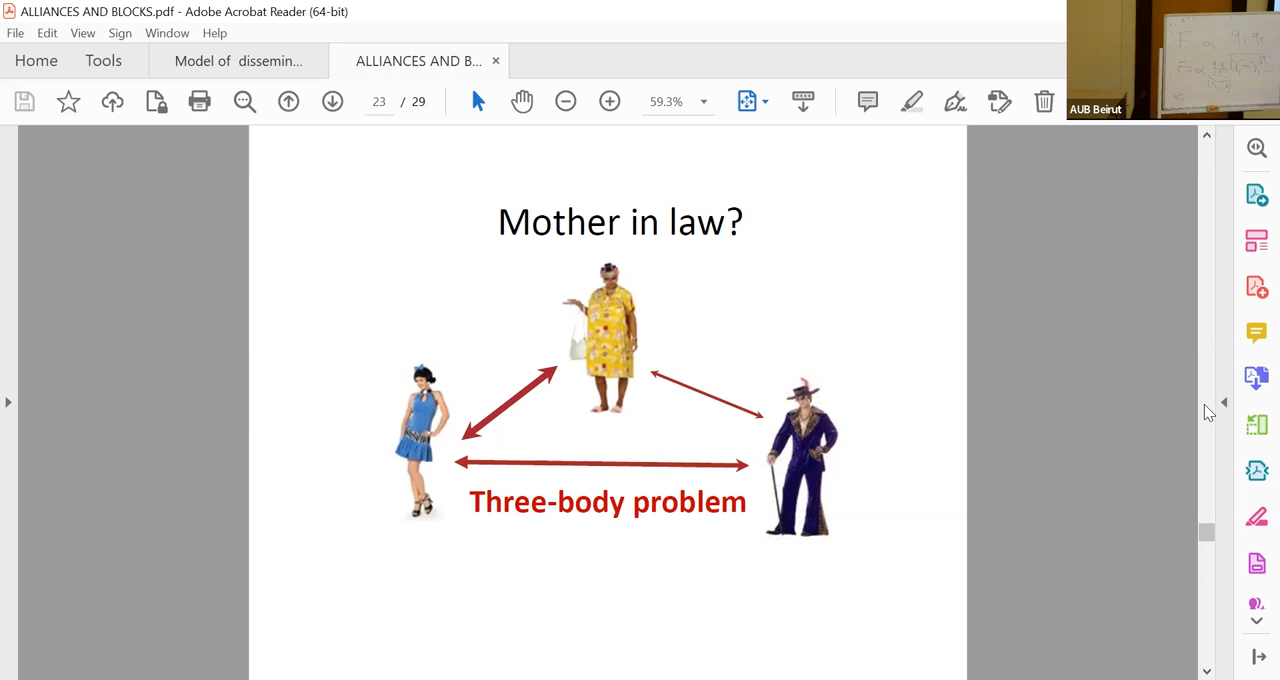 ALLIANCES AND BLOCKS.pdf - Adobe Acrobat Reader (64-bit)
File Edit View Sign Window Help
Home Tools Model of dissemin... ALLIANCES AND B... ×
23 / 29 59.3%
AUB Beirut
Mother in law?
Three-body problem